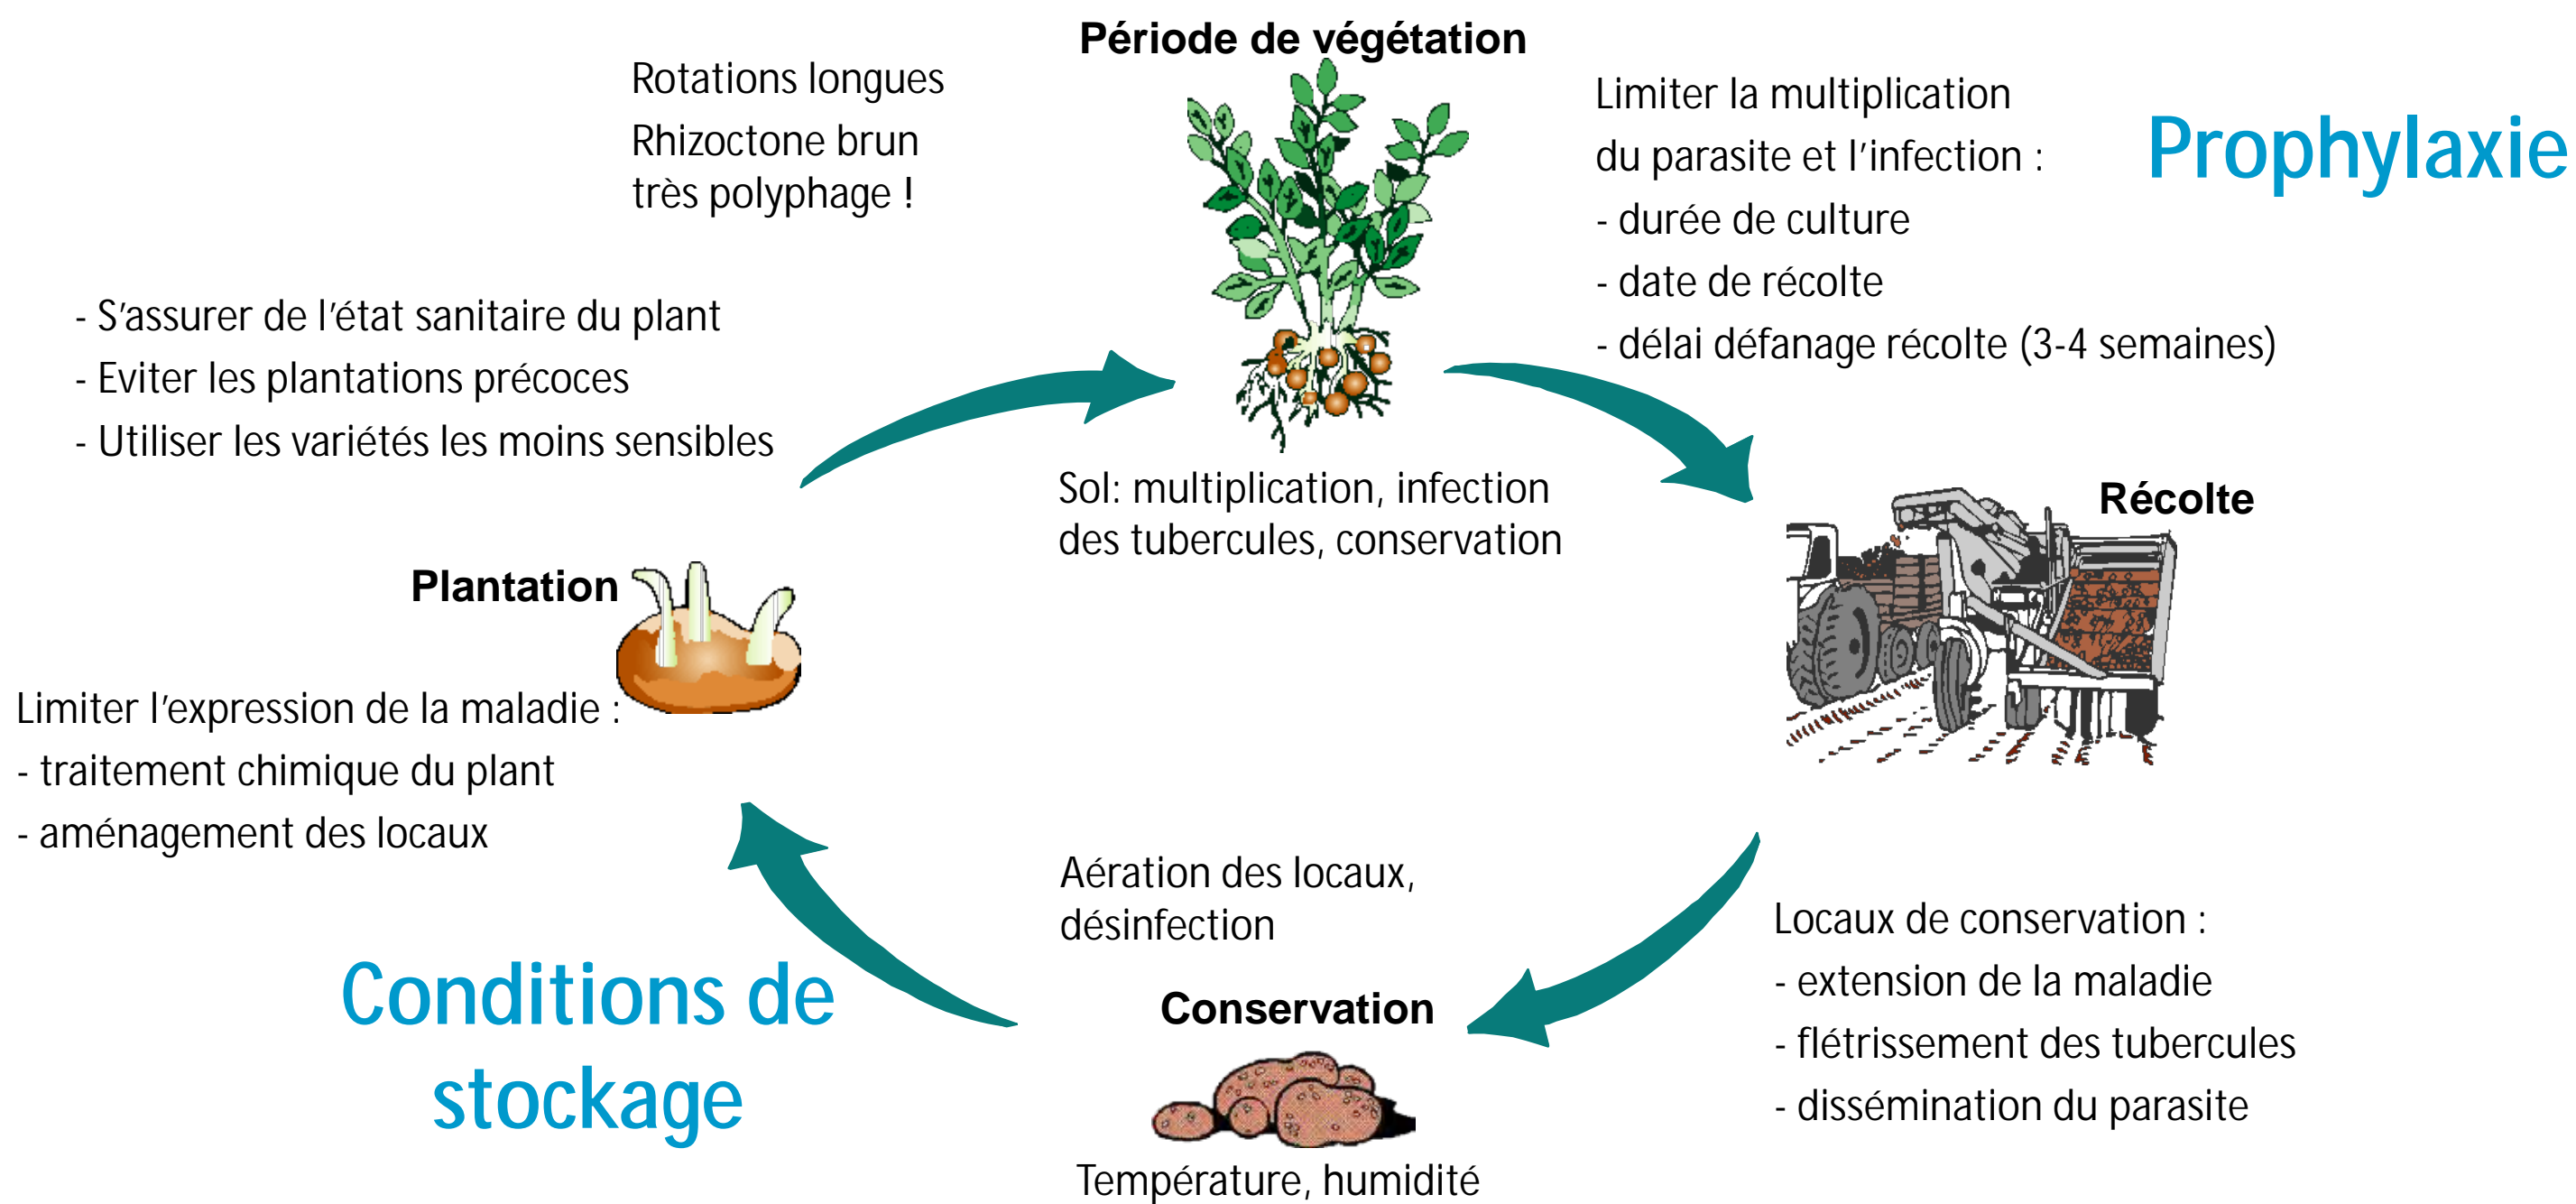 Période de végétation
Rotations longues
Rhizoctone brun
très polyphage !
Limiter la multiplication
du parasite et l'infection :
- durée de culture
- date de récolte
- délai défanage récolte (3-4 semaines)
Prophylaxie
- S'assurer de l'état sanitaire du plant
- Eviter les plantations précoces
- Utiliser les variétés les moins sensibles
Sol: multiplication, infection
des tubercules, conservation
Récolte
Plantation
Limiter l'expression de la maladie :
- traitement chimique du plant
- aménagement des locaux
Aération des locaux,
désinfection
Locaux de conservation :
- extension de la maladie
- flétrissement des tubercules
- dissémination du parasite
Conditions de
stockage
Conservation
Température, humidité